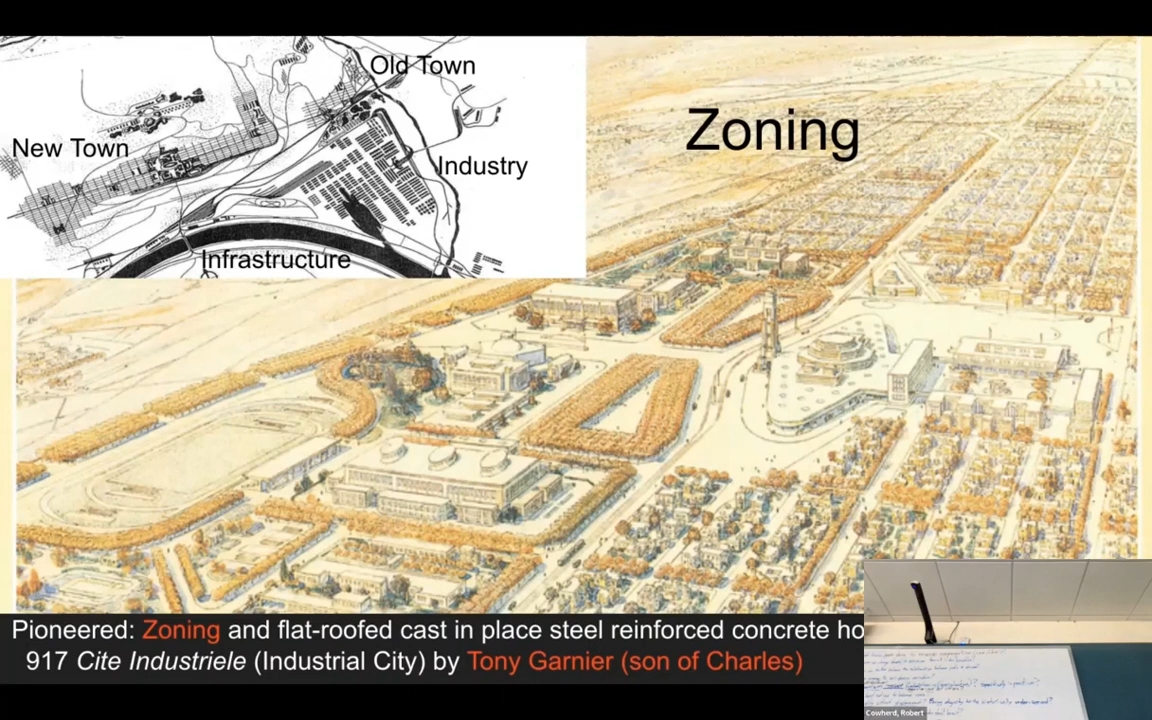 Old Town
Zoning
New Town
Industry
Infrastructure
Pioneered: Zoning and flat-roofed cast in place steel reinforced concrete ho
917 Cite Industriele (Industrial City) by Tony Garnier (son of Charles)
Cowherd, Robert